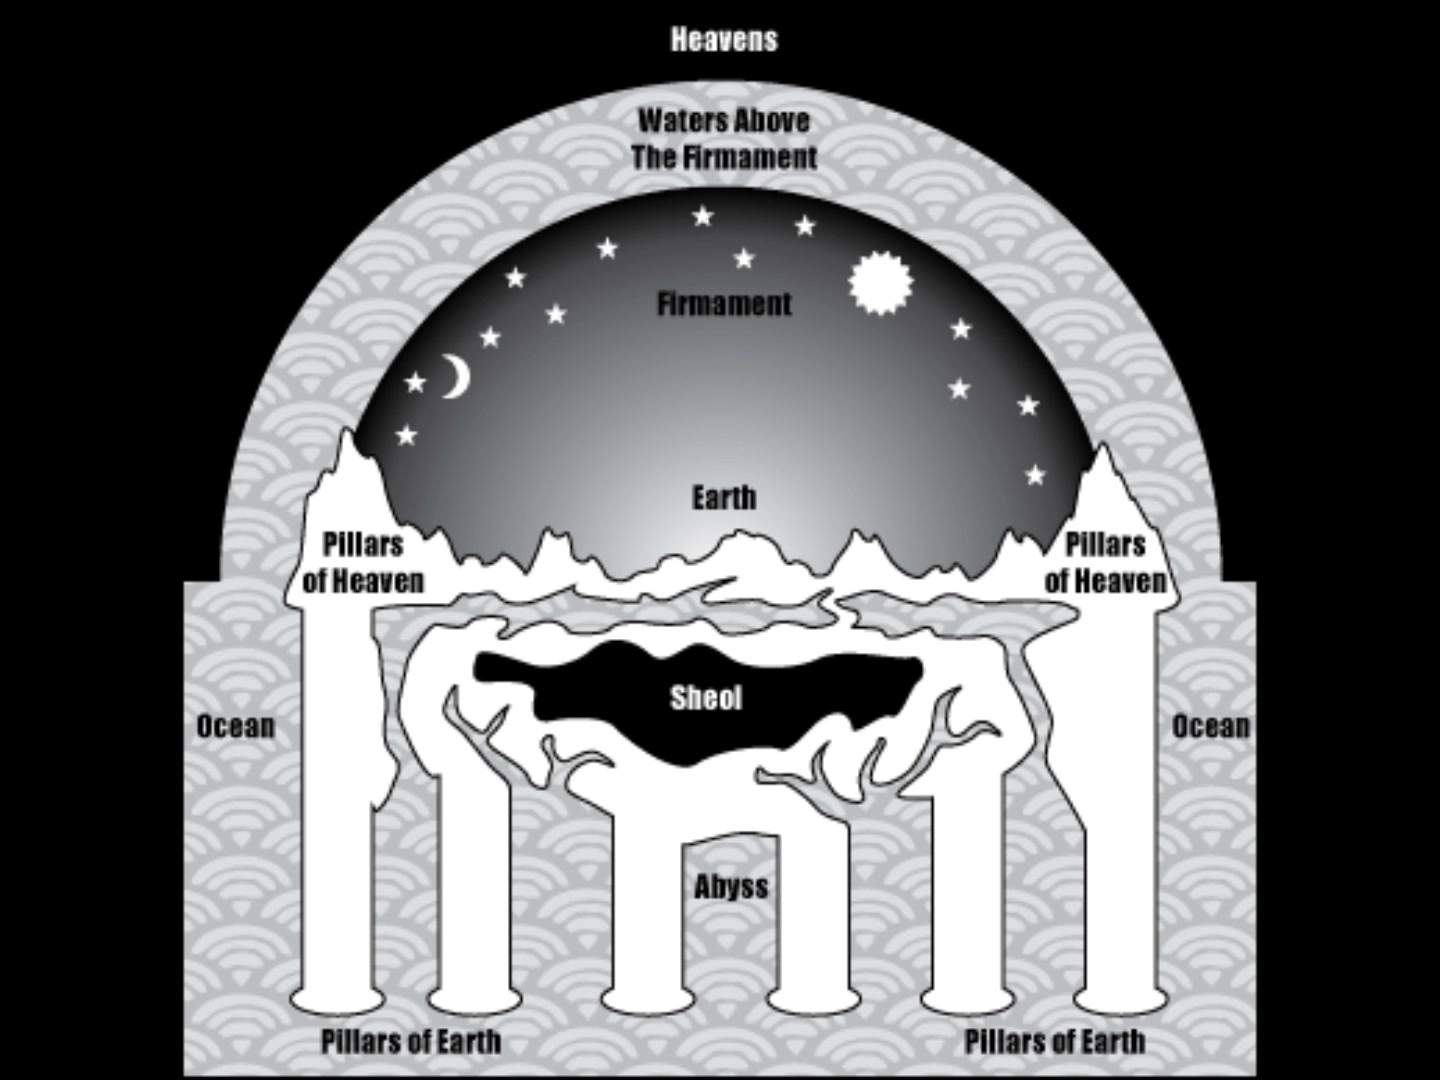 Heavens
Waters Above
The Firmament
Firmament
Earth
Pillars
of Heaven
Pillars
of Heaven
Sheol
Ocean
Ocean
Abyss
Pillars of Earth
Pillars of Earth